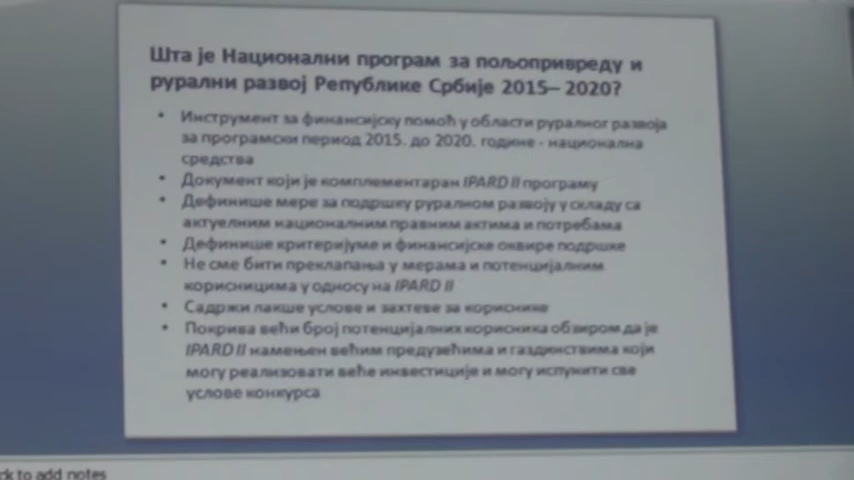 Шта је Национални програм за пољопривреду и
рурални развој Републике Србије 2015– 2020?
• Инструмент за финансијску помоћ у области руралног развоја
за програмски период 2015. до 2020. године - национална
средства
• Документ који је комплементаран IPARD II програму
• Дефинише мере за подршку руралном развоју у складу са
актуелним националним правним актима и потребама
• Дефинише критеријуме и финансијске оквире подршке
• Не сме бити преклапања у мерама и потенцијалним
корисницима у односу на IPARD II
• Садржи лакше услове и захтеве за кориснике
• Покрива већи број потенцијалних корисника обзиром да је
IPARD II намењен већим предузећима и газдинствима који
могу реализовати веће инвестиције и могу испунити све
услове конкурса
ck to add notes